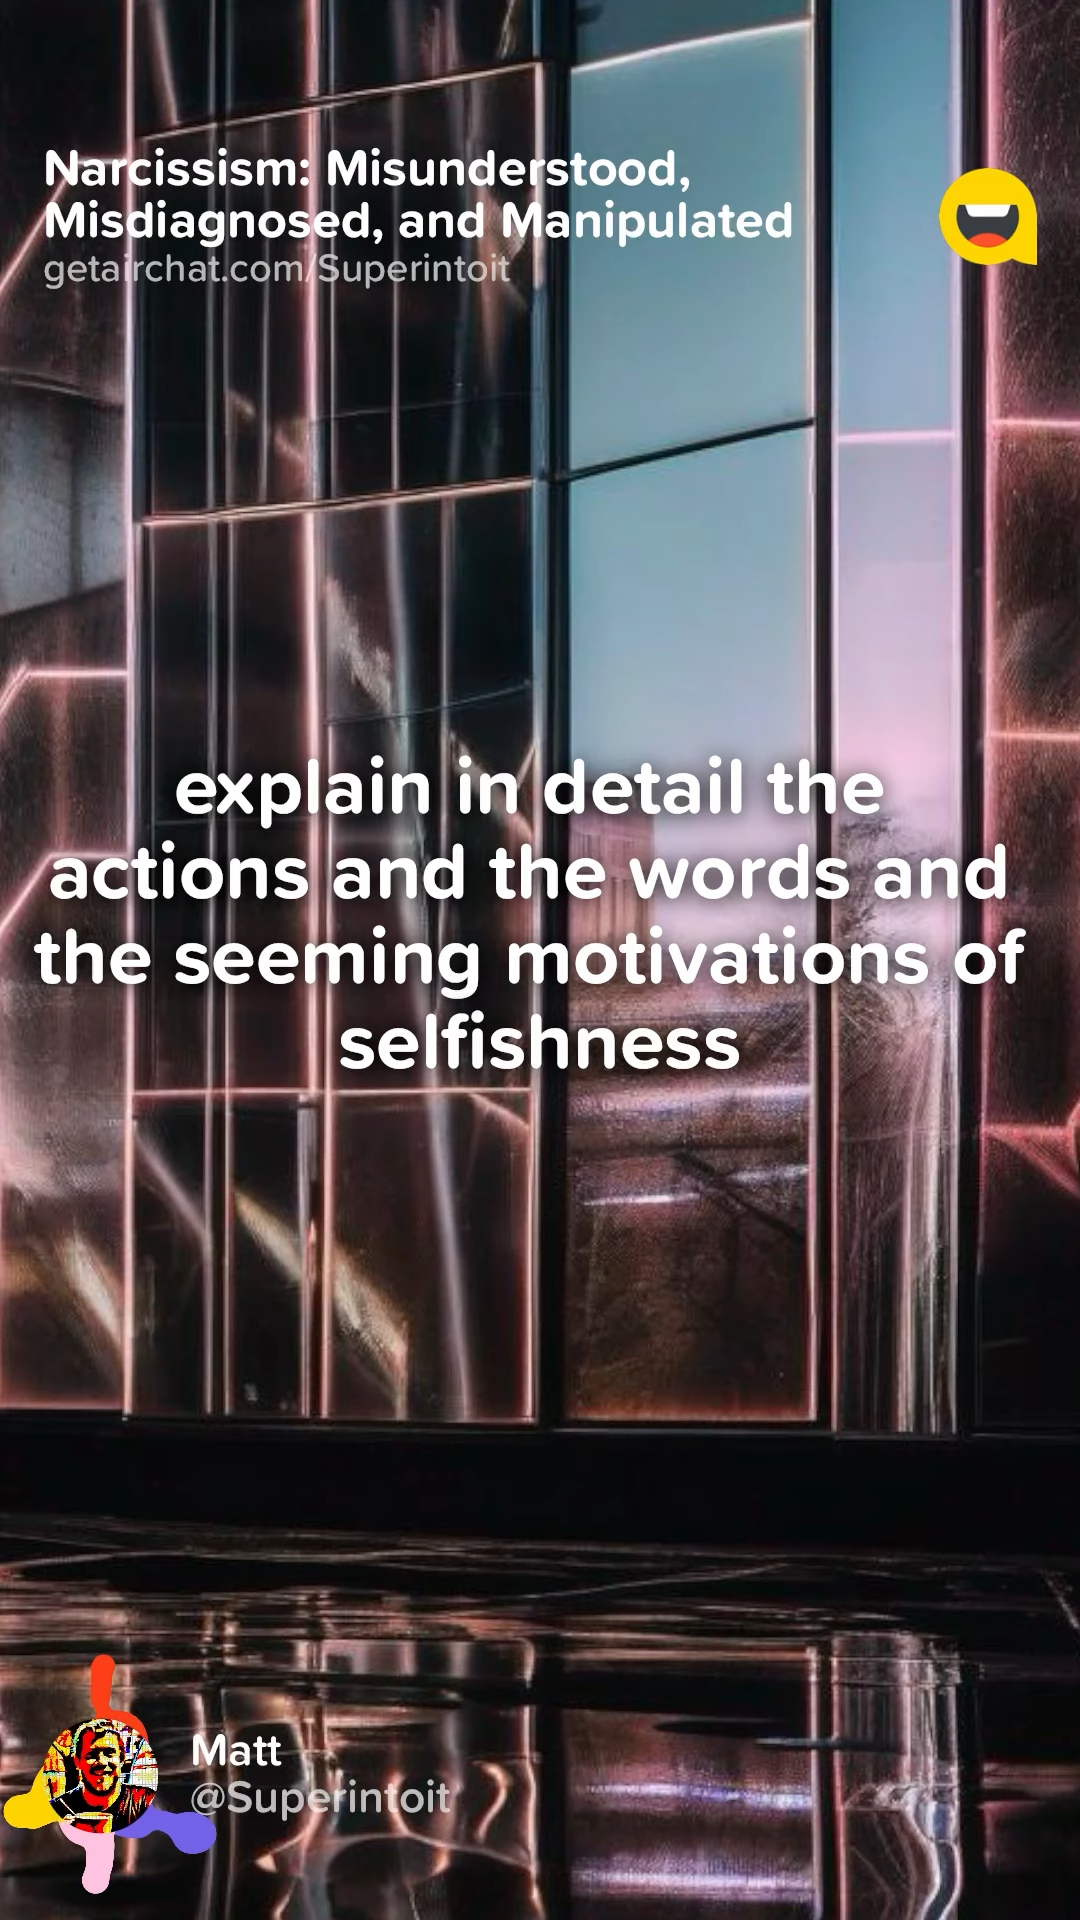 Narcissism: Misunderstood,
Misdiagnosed, and Manipulated
getairchat.com/Superintoit
explain in detail the
actions and the words and
the seeming motivations of
selfishness
Matt
@Superintoit